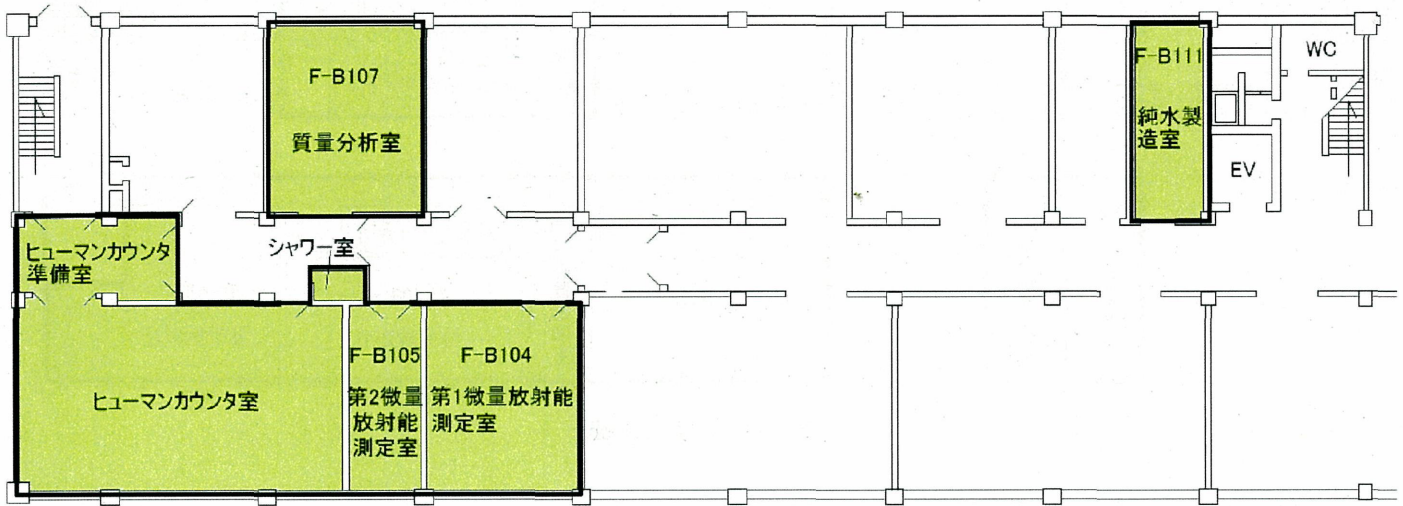 F-B107
質量分析室
F-B111
純水製
造室
WC
EV
ヒューマンカウンタ
準備室
シャワー室
ヒューマンカウンタ室
F-B105
第2微量
放射能
測定室
F-B104
第1微量放射能
測定室